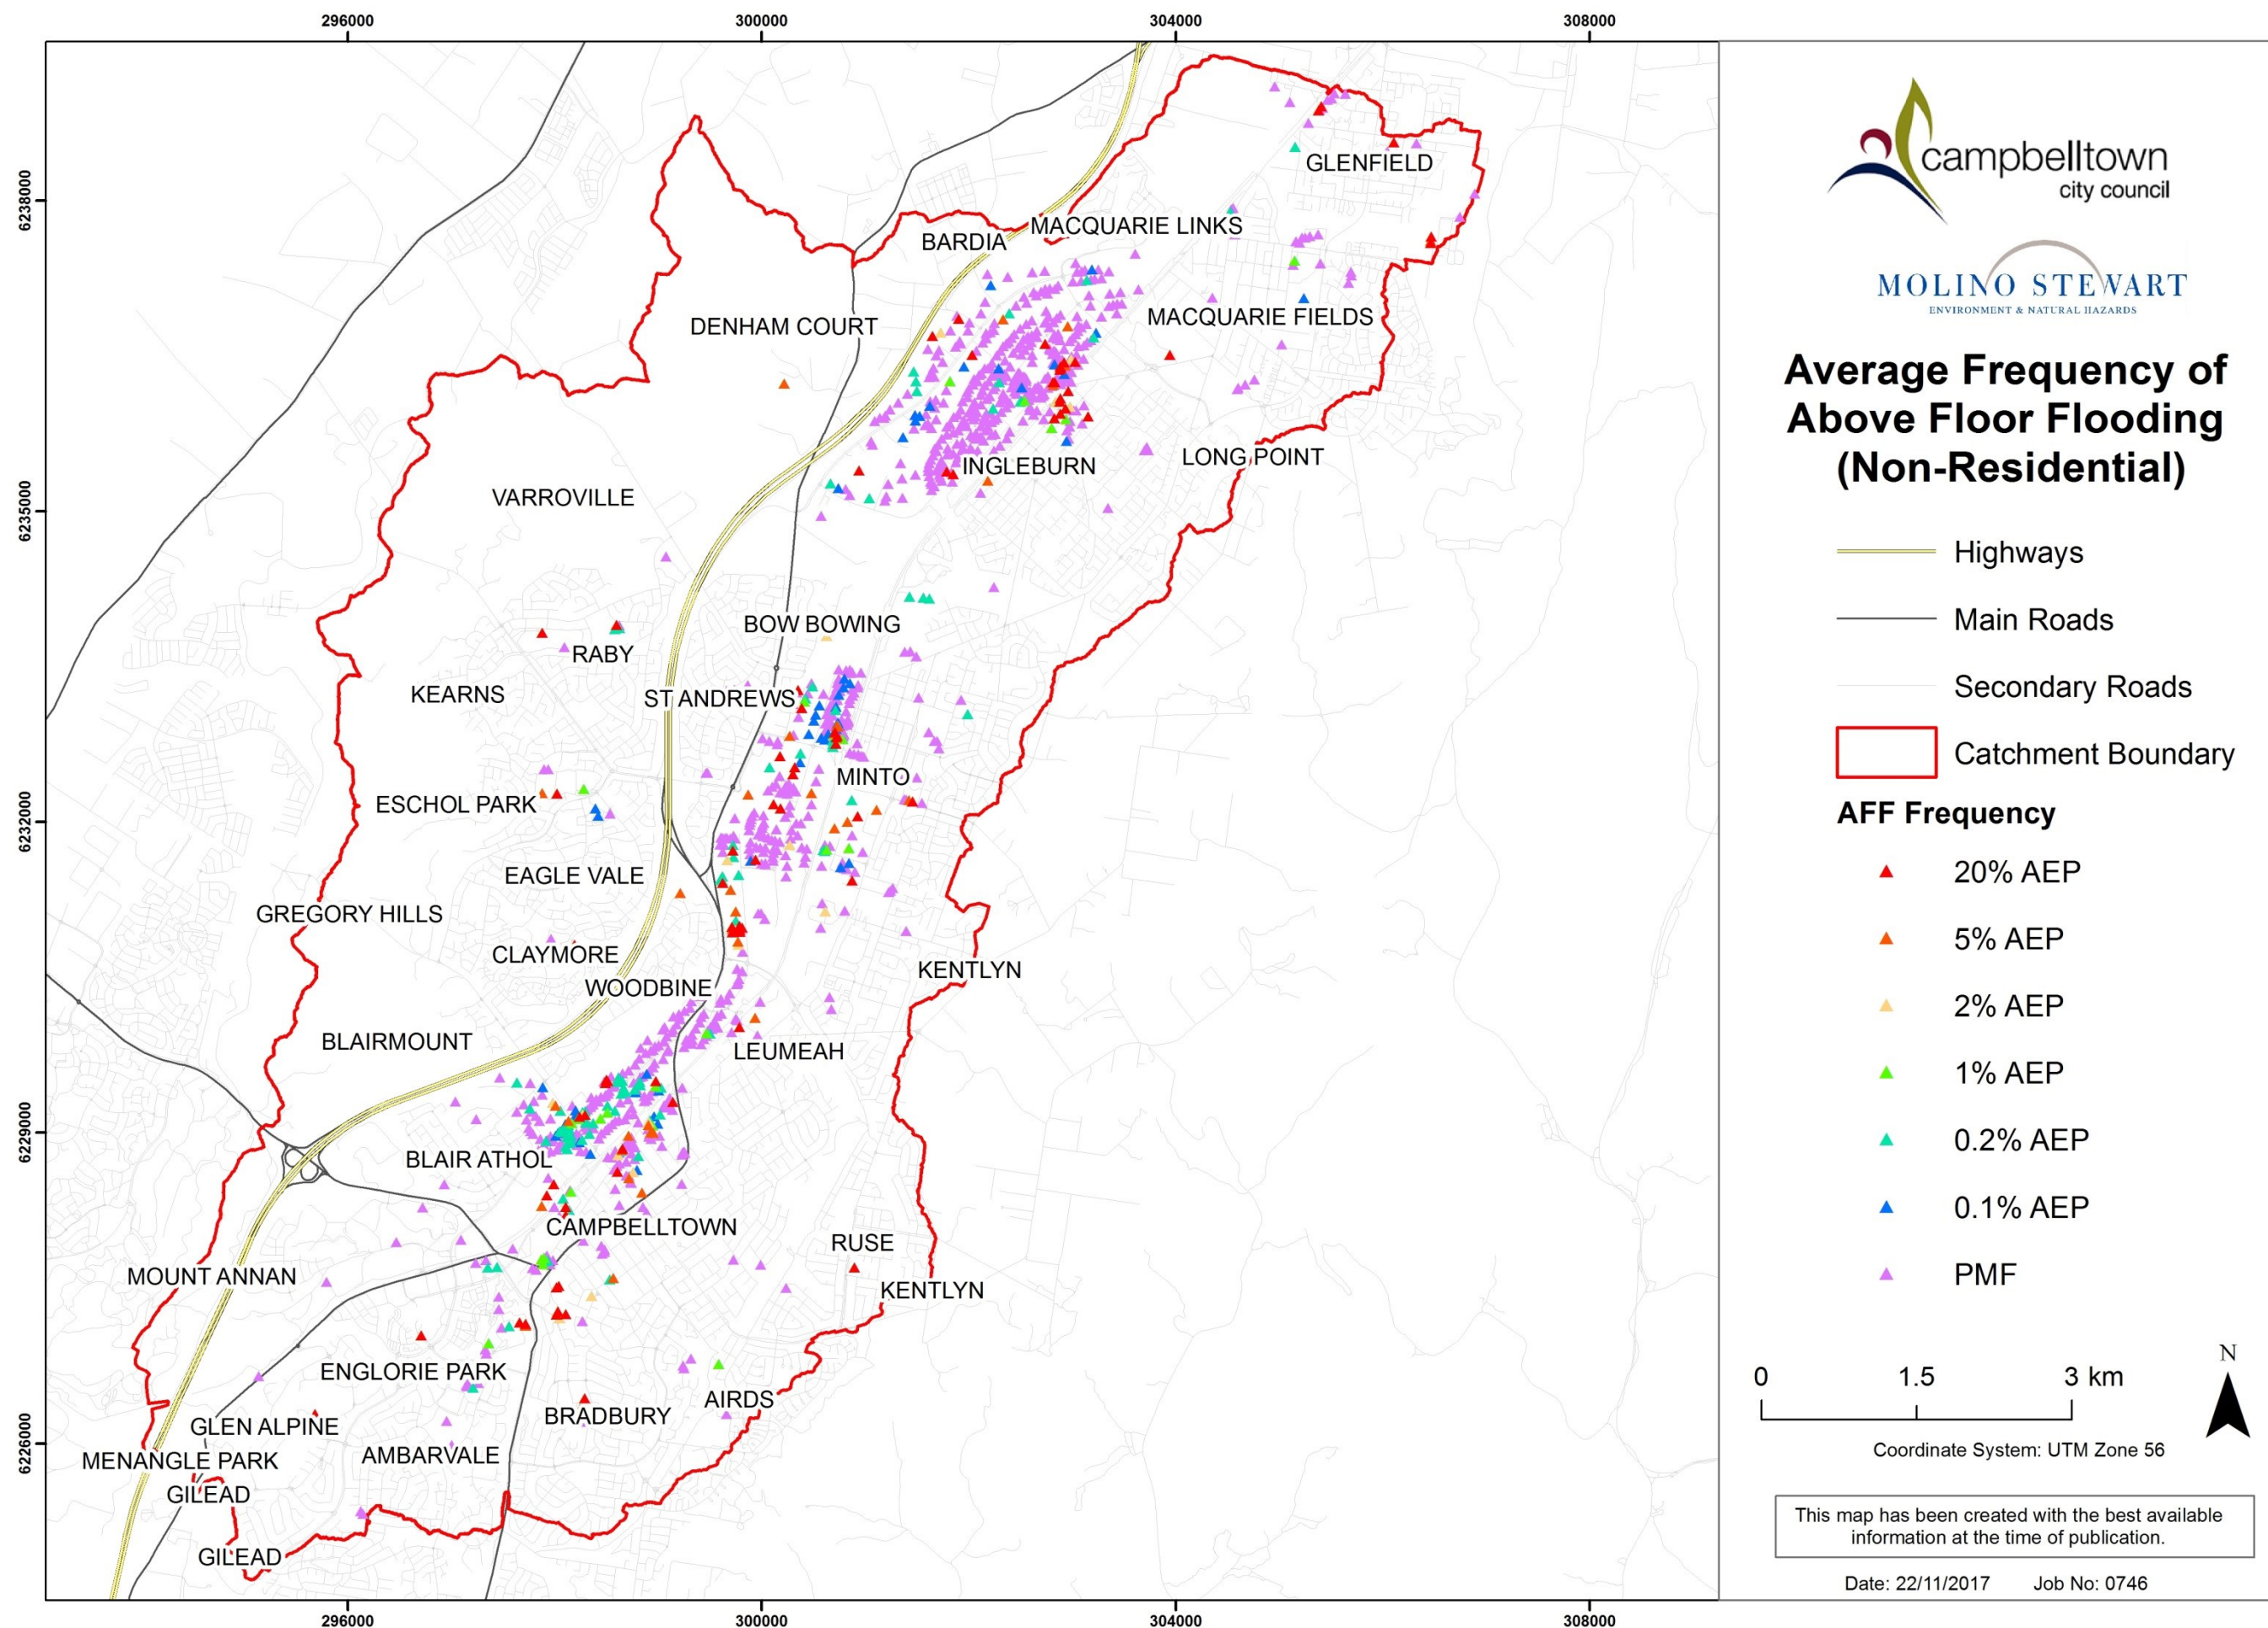 296000
300000
304000
308000
6238000
6235000
6232000
6229000
6226000
GLENFIELD
MACQUARIE LINKS
BARDIA
DENHAM COURT
MACQUARIE FIELDS
LONG POINT
INGLEBURN
VARROVILLE
BOW BOWING
RABY
KEARNS
ST ANDREWS
MINTO
ESCHOL PARK
EAGLE VALE
GREGORY HILLS
CLAYMORE
KENTLYN
WOODBINE
BLAIRMOUNT
LEUMEAH
BLAIR ATHOL
CAMPBELLTOWN
RUSE
MOUNT ANNAN
KENTLYN
ENGLORIE PARK
AIRDS
BRADBURY
GLEN ALPINE
AMBARVALE
MENANGLE PARK
GILEAD
GILEAD
296000
300000
304000
308000
campbelltown
city council
MOLINO STEWART
ENVIRONMENT & NATURAL HAZARDS
Average Frequency of
Above Floor Flooding
(Non-Residential)
Highways
Main Roads
Secondary Roads
Catchment Boundary
AFF Frequency
20% AEP
5% AEP
2% AEP
1% AEP
0.2% AEP
0.1% AEP
PMF
N
0 1.5 3 km
Coordinate System: UTM Zone 56
This map has been created with the best available
information at the time of publication.
Date: 22/11/2017 Job No: 0746